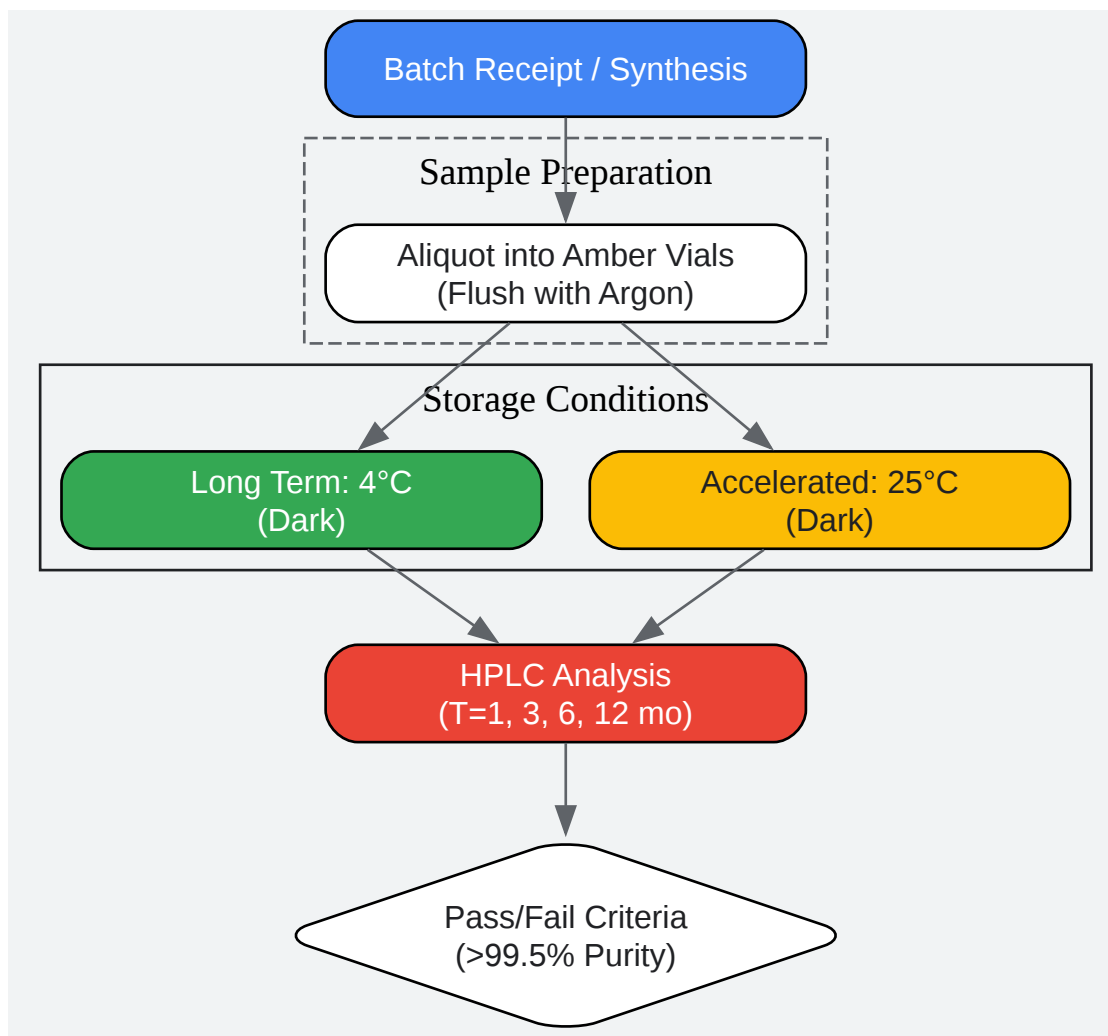 Batch Receipt / Synthesis
Sample Preparation
Aliquot into Amber Vials
(Flush with Argon)
Storage Conditions
Long Term: 4°C
(Dark)
Accelerated: 25°C
(Dark)
HPLC Analysis
(T=1, 3, 6, 12 mo)
Pass/Fail Criteria
(>99.5% Purity)